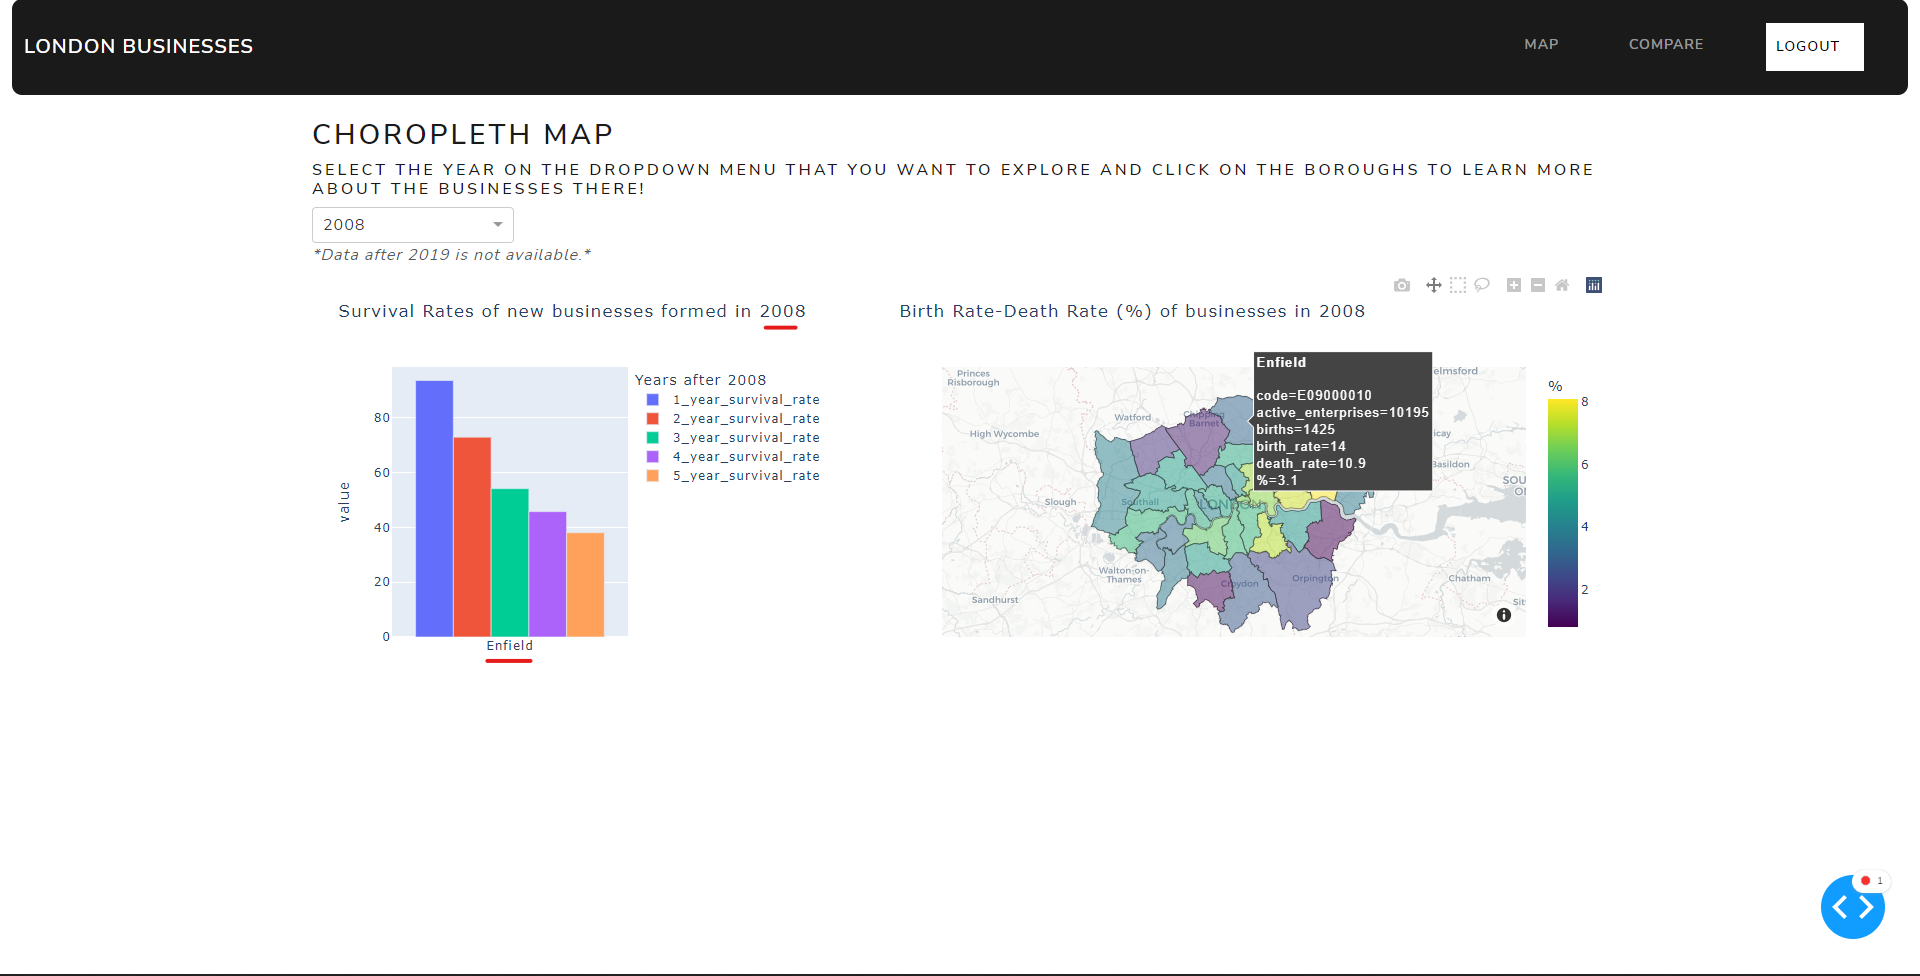 LONDON BUSINESSES
MAP
COMPARE
LOGOUT
CHOROPLETH MAP
SELECT THE YEAR ON THE DROPDOWN MENU THAT YOU WANT TO EXPLORE AND CLICK ON THE BOROUGHS TO LEARN MORE
ABOUT THE BUSINESSES THERE!
2008
*Data after 2019 is not available.*
Survival Rates of new businesses formed in 2008
80
60
40
20
0
value
Enfield
Years after 2008
1_year_survival_rate
2_year_survival_rate
3_year_survival_rate
4_year_survival_rate
5_year_survival_rate
Birth Rate-Death Rate (%) of businesses in 2008
Princes
Risborough
High Wycombe
Watford
Chipping
Barnet
Slough
Southall
LONDON
Walton-on-
Thames
Sandhurst
Croydon
Orpington
Chatham
Basildon
elmsford
icay
SOU
Sit
Enfield
code=E09000010
active_enterprises=10195
births=1425
birth_rate=14
death_rate=10.9
%=3.1
%
8
6
4
2
1